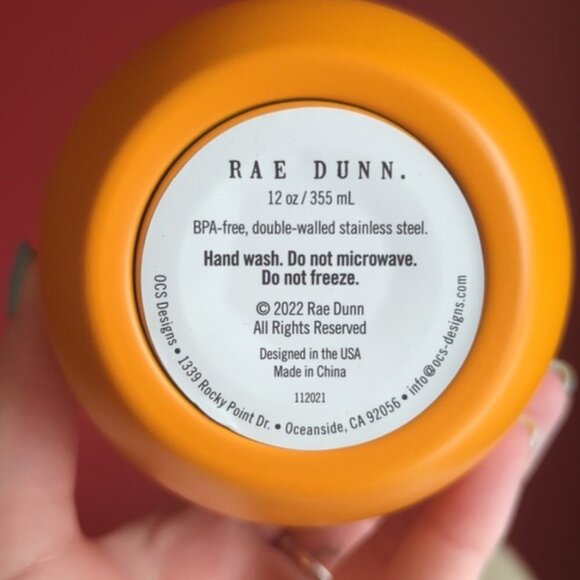 RAE DUNN.
12 oz / 355 mL
BPA-free, double-walled stainless steel.
Hand wash. Do not microwave.
Do not freeze.
© 2022 Rae Dunn
All Rights Reserved
Designed in the USA
Made in China
112021
OCS Designs • 1339 Rocky Point Dr. • Oceanside, CA 92056 • info@ocs-designs.com